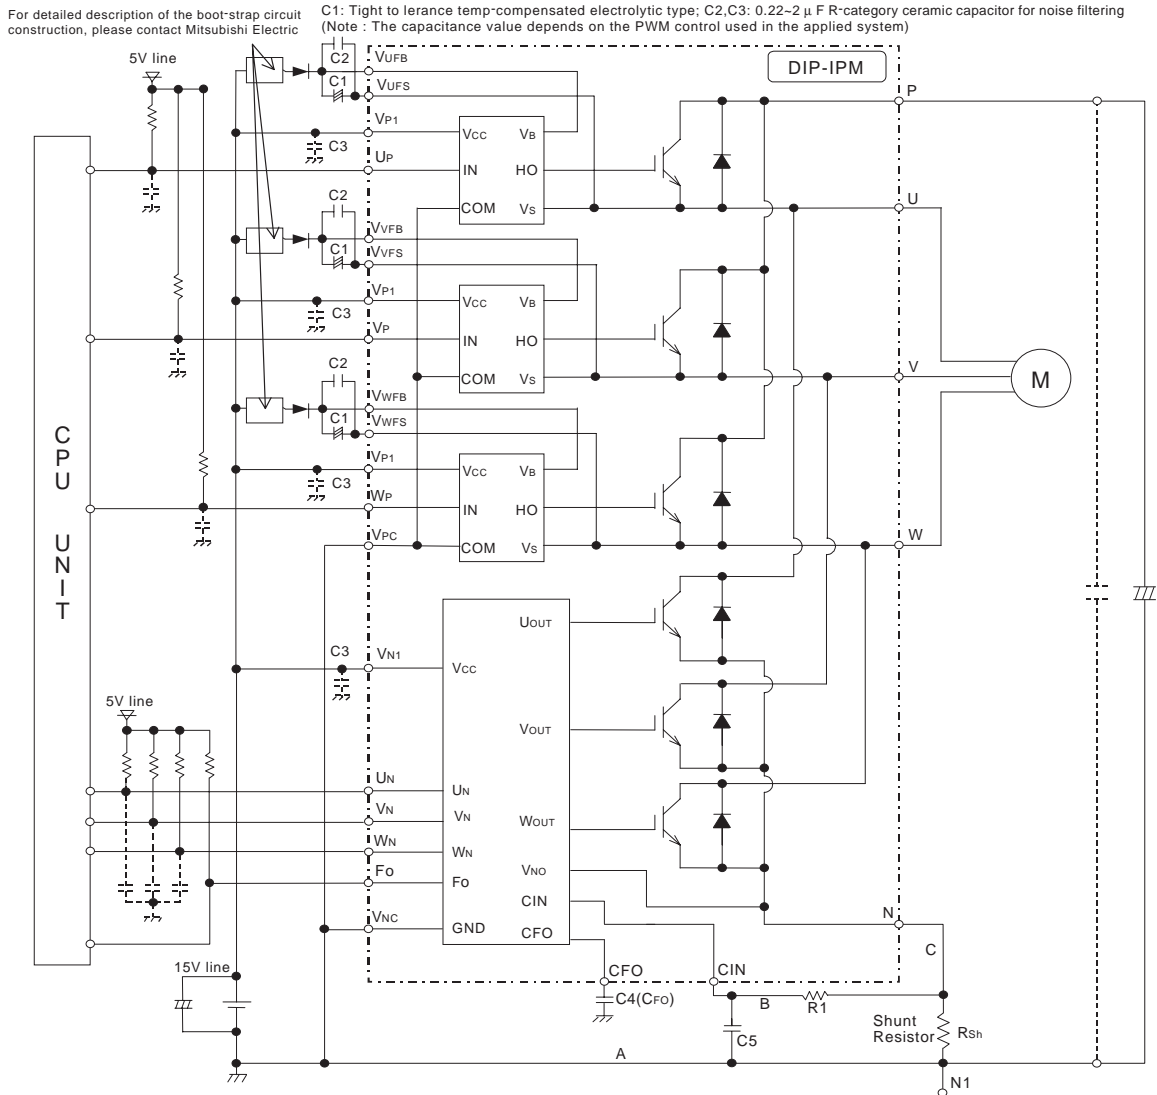 For detailed description of the boot-strap circuit
construction, please contact Mitsubishi Electric
C1: Tight to lerance temp-compensated electrolytic type; C2,C3: 0.22~2 μ F R-category ceramic capacitor for noise filtering
(Note : The capacitance value depends on the PWM control used in the applied system)
5V line
C2
C1
VUFB
VUFS
DIP-IPM
P
VP1
C3
UP
VCC
VB
IN
HO
COM
VS
U
C2
C1
VVFB
VVFS
VP1
C3
VP
VCC
VB
IN
HO
COM
VS
V
M
C2
C1
VWFB
VWFS
VP1
C3
WP
VPC
VCC
VB
IN
HO
COM
VS
W
CPU UNIT
C3
VN1
VCC
UOUT
VOUT
WOUT
VNO
CIN
CFO
5V line
UN
UN
VN
VN
WN
WN
Fo
Fo
VNC
GND
N
C
15V line
CFO
CIN
C4(CFO)
B
R1
C5
Shunt
Resistor
RSh
A
N1